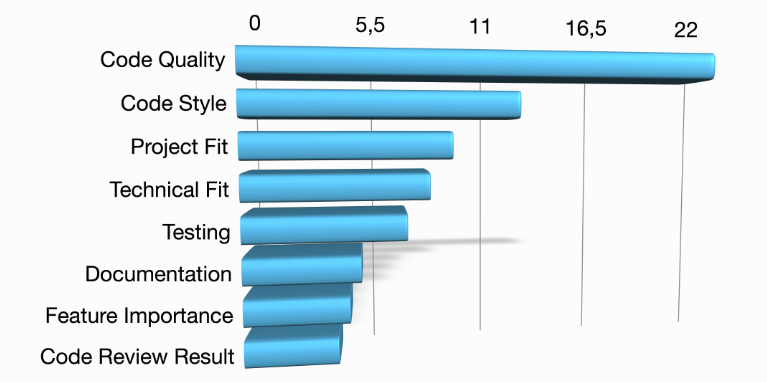 0 5,5 11 16,5 22
Code Quality
Code Style
Project Fit
Technical Fit
Testing
Documentation
Feature Importance
Code Review Result